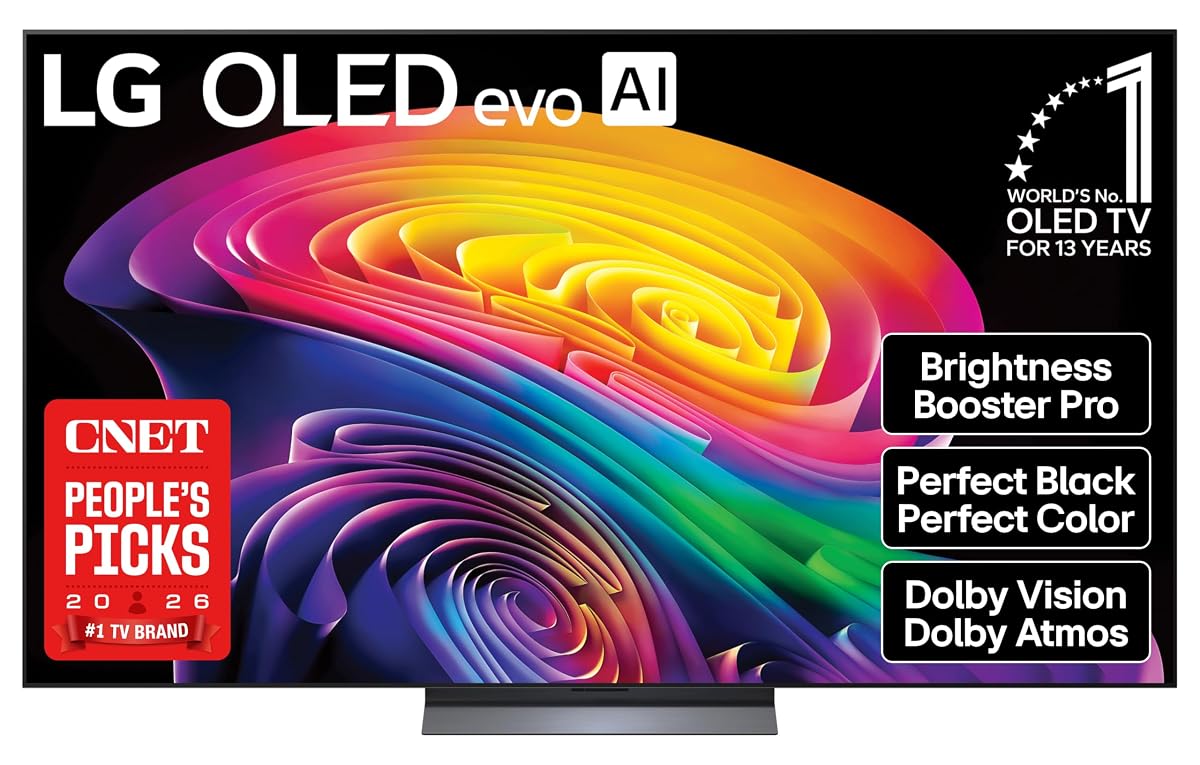 LG OLED evo AI
1
WORLD'S No.
OLED TV
FOR 13 YEARS
Brightness
Booster Pro
Perfect Black
Perfect Color
Dolby Vision
Dolby Atmos
CNET
PEOPLE'S
PICKS
2026
#1 TV BRAND